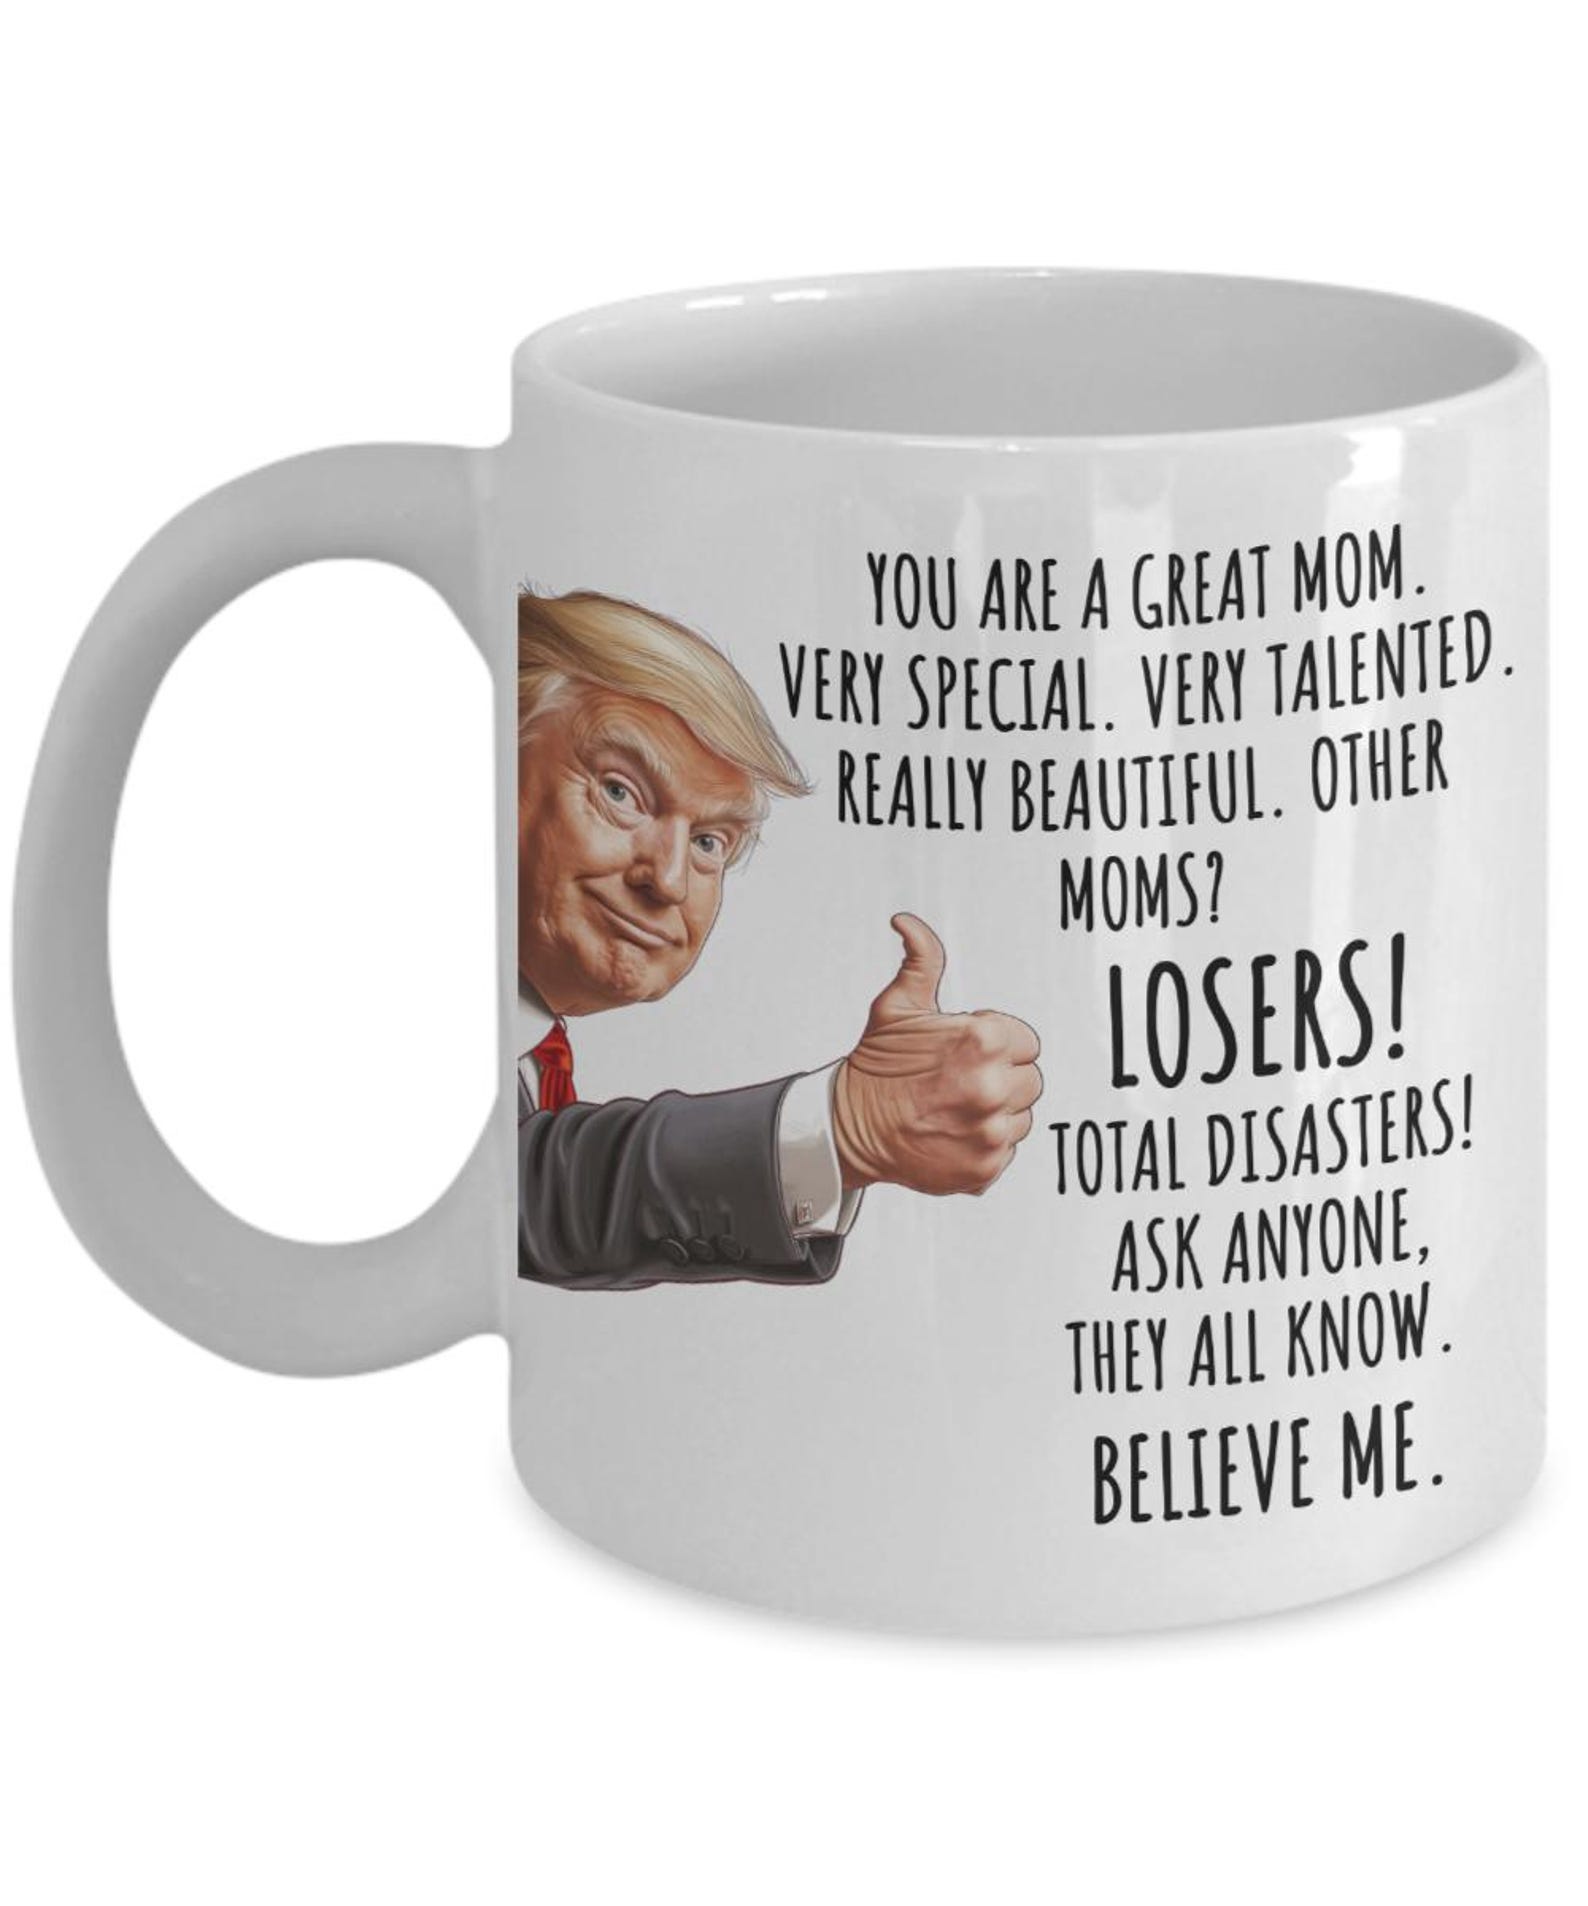 YOU ARE A GREAT MOM.
VERY SPECIAL. VERY TALENTED.
REALLY BEAUTIFUL. OTHER
MOMS?
LOSERS!
TOTAL DISASTERS!
ASK ANYONE,
THEY ALL KNOW.
BELIEVE ME.